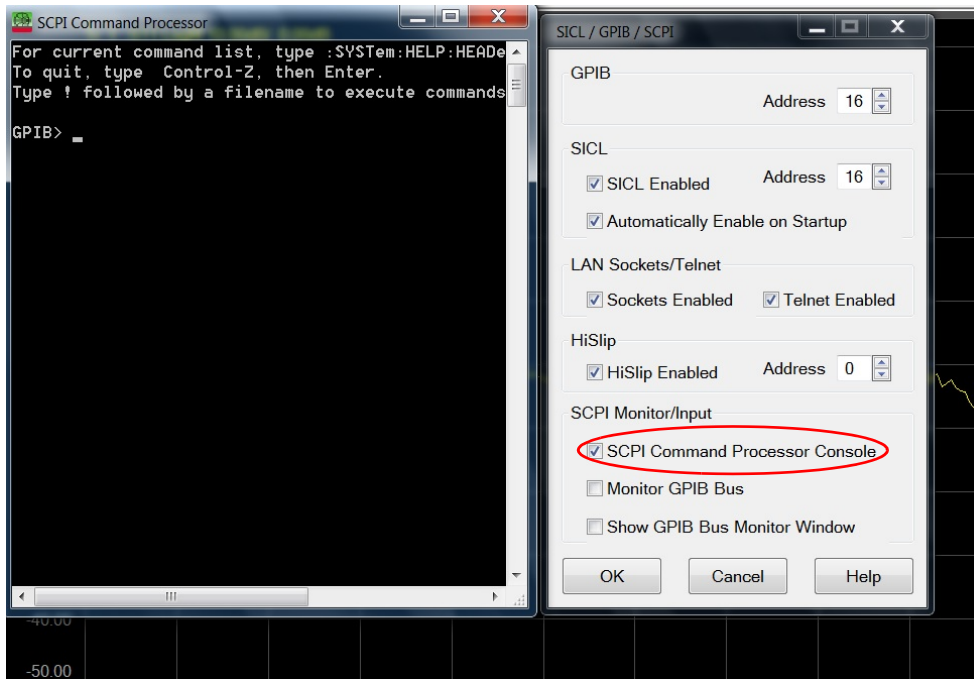 SCPI Command Processor
For current command list, type :SYSTem:HELP:HEADe
To quit, type Control-Z, then Enter.
Type ! followed by a filename to execute commands
GPIB> _
SICL / GPIB / SCPI
GPIB
Address 16
SICL
SICL Enabled Address 16
Automatically Enable on Startup
LAN Sockets/Telnet
Sockets Enabled Telnet Enabled
HiSlip
HiSlip Enabled Address 0
SCPI Monitor/Input
SCPI Command Processor Console
Monitor GPIB Bus
Show GPIB Bus Monitor Window
OK Cancel Help
-40.00
-50.00